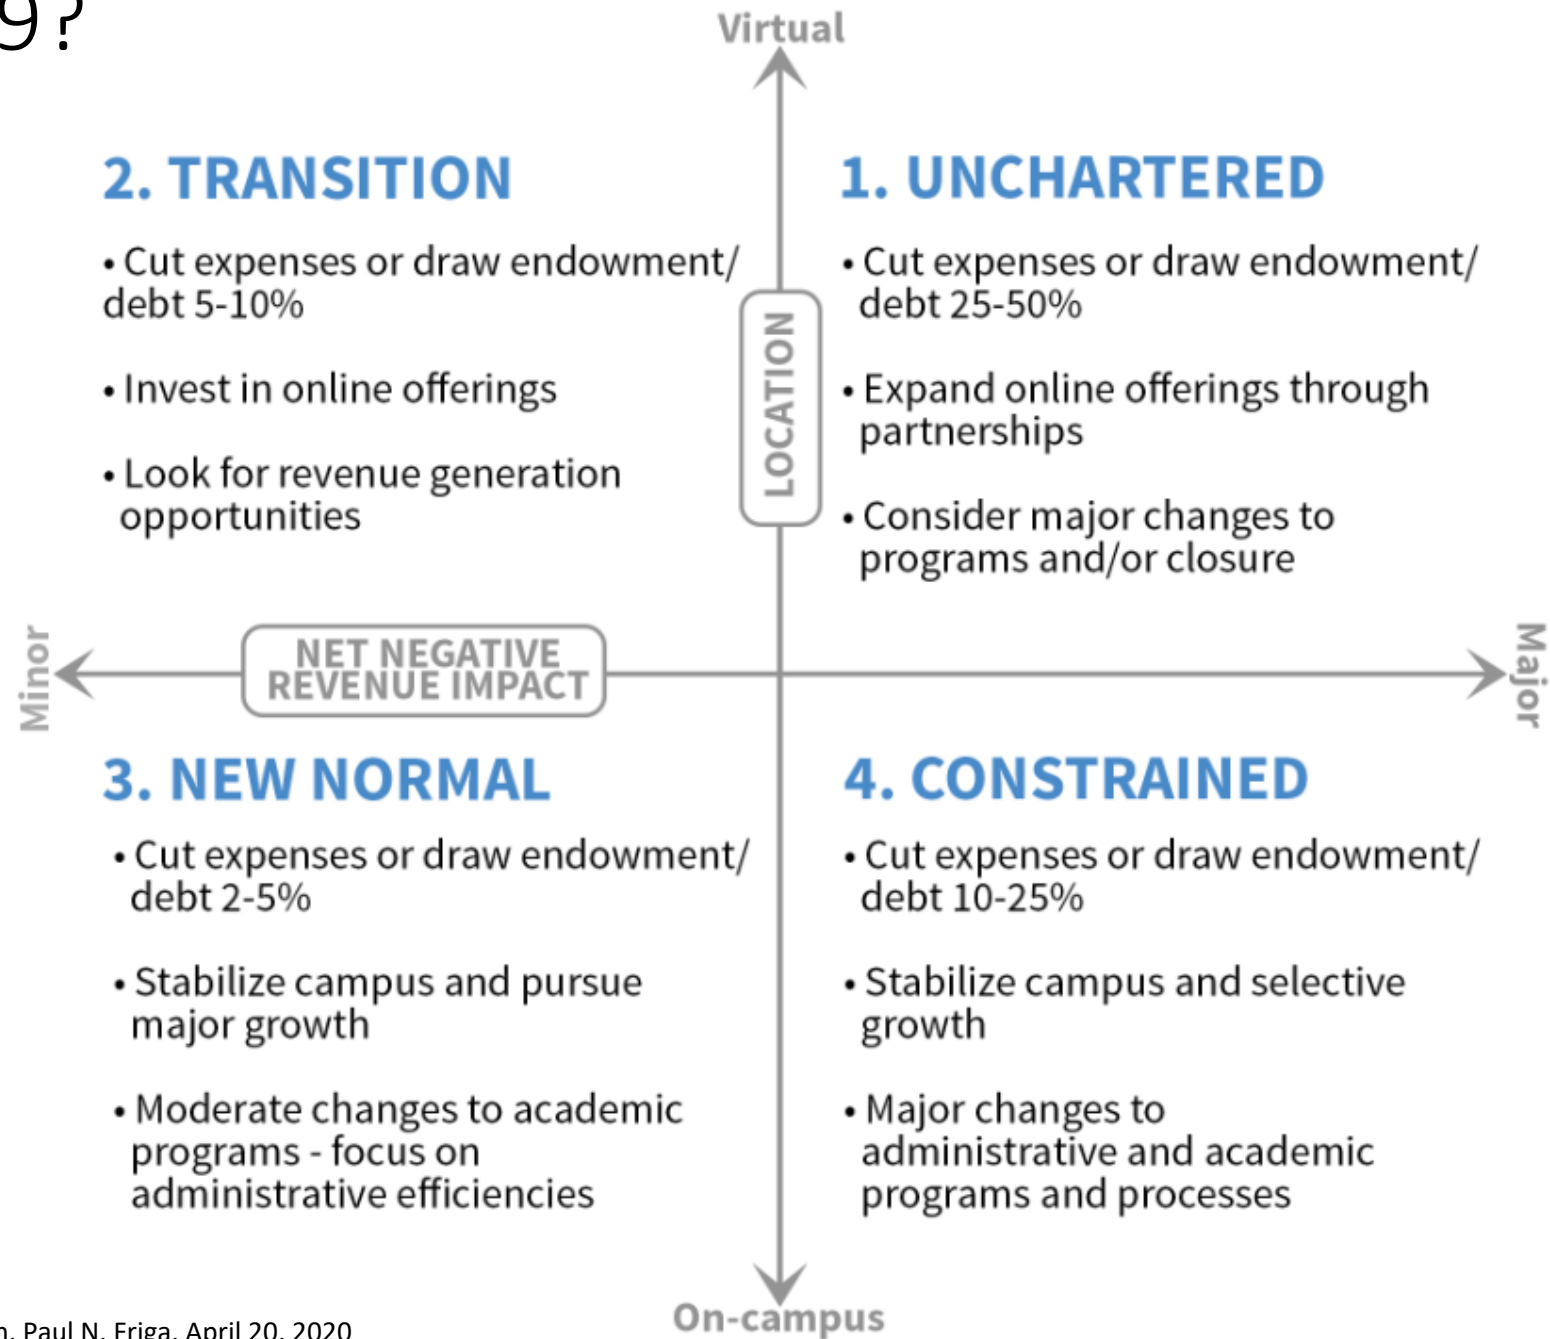 9?
Virtual
2. TRANSITION
• Cut expenses or draw endowment/
debt 5-10%
• Invest in online offerings
• Look for revenue generation
opportunities
1. UNCHARTERED
• Cut expenses or draw endowment/
debt 25-50%
• Expand online offerings through
partnerships
• Consider major changes to
programs and/or closure
LOCATION
Minor
NET NEGATIVE
REVENUE IMPACT
Major
3. NEW NORMAL
• Cut expenses or draw endowment/
debt 2-5%
• Stabilize campus and pursue
major growth
• Moderate changes to academic
programs - focus on
administrative efficiencies
4. CONSTRAINED
• Cut expenses or draw endowment/
debt 10-25%
• Stabilize campus and selective
growth
• Major changes to
administrative and academic
programs and processes
On-campus
Paul N. Friga, April 20, 2020